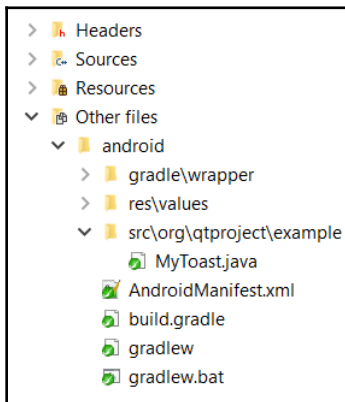 Headers
Sources
Resources
Other files
android
gradle\wrapper
res\values
src\org\qtproject\example
MyToast.java
AndroidManifest.xml
build.gradle
gradlew
gradlew.bat